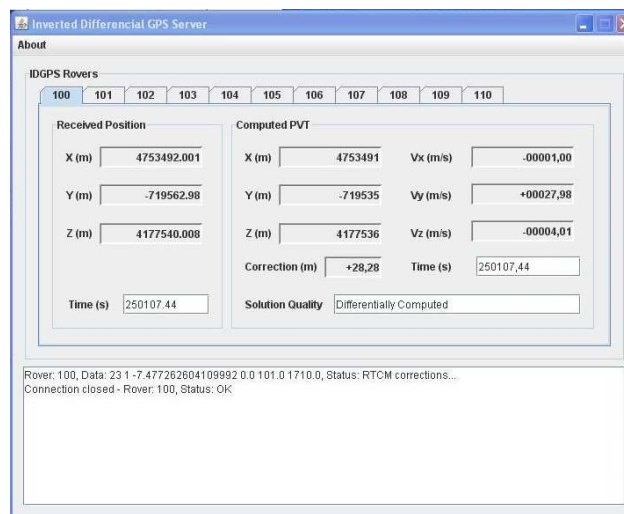 Inverted Differencial GPS Server
About
IDGPS Rovers
100 101 102 103 104 105 106 107 108 109 110
Received Position Computed PVT
X (m) 4753492.001 X (m) 4753491 Vx (m/s) -00001,00
Y (m) -719562.98 Y (m) -719535 Vy (m/s) +00027,98
Z (m) 4177540.008 Z (m) 4177536 Vz (m/s) -00004,01
Correction (m) +28,28 Time (s) 250107,44
Time (s) 250107.44 Solution Quality Differentially Computed
Rover: 100, Data: 23 1 -7.477262604109992 0.0 101.0 1710.0, Status: RTCM corrections...
Connection closed - Rover: 100, Status: OK